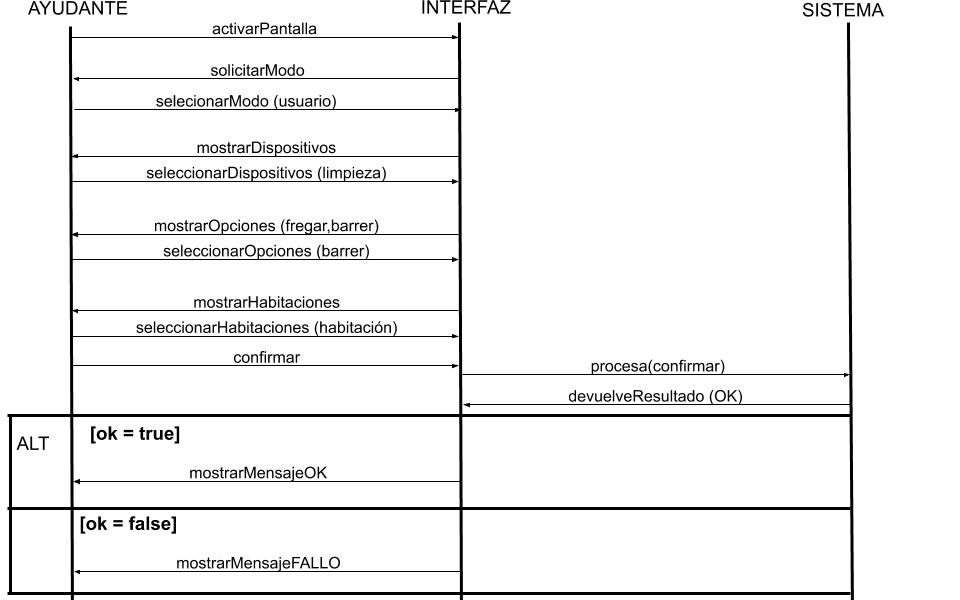 AYUDANTE
INTERFAZ
SISTEMA
activarPantalla
solicitarModo
selecionarModo (usuario)
mostrarDispositivos
seleccionarDispositivos (limpieza)
mostrarOpciones (fregar,barrer)
seleccionarOpciones (barrer)
mostrarHabitaciones
seleccionarHabitaciones (habitación)
confirmar
procesa(confirmar)
devuelveResultado (OK)
ALT
[ok = true]
mostrarMensajeOK
[ok = false]
mostrarMensajeFALLO